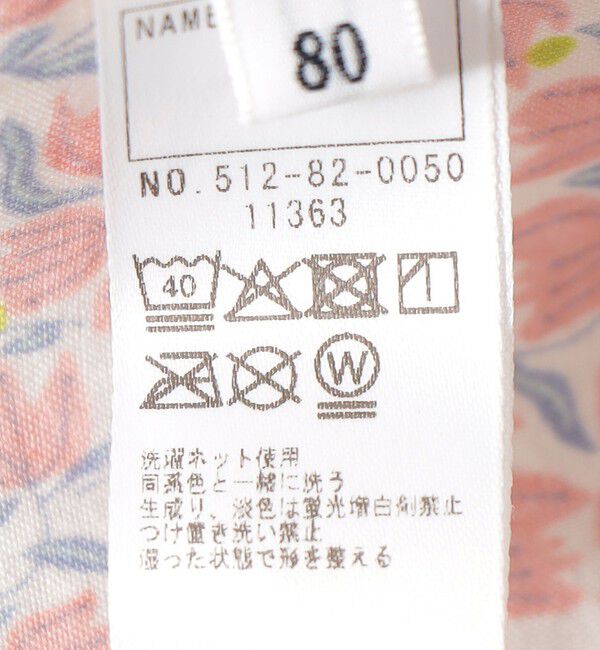 NAME
80
NO. 512-82-0050
11363
40
W
洗濯ネット使用
同系色と一緒に洗う
生成り、淡色は蛍光増白剤禁止
つけ置き洗い禁止
湿った状態で形を整える